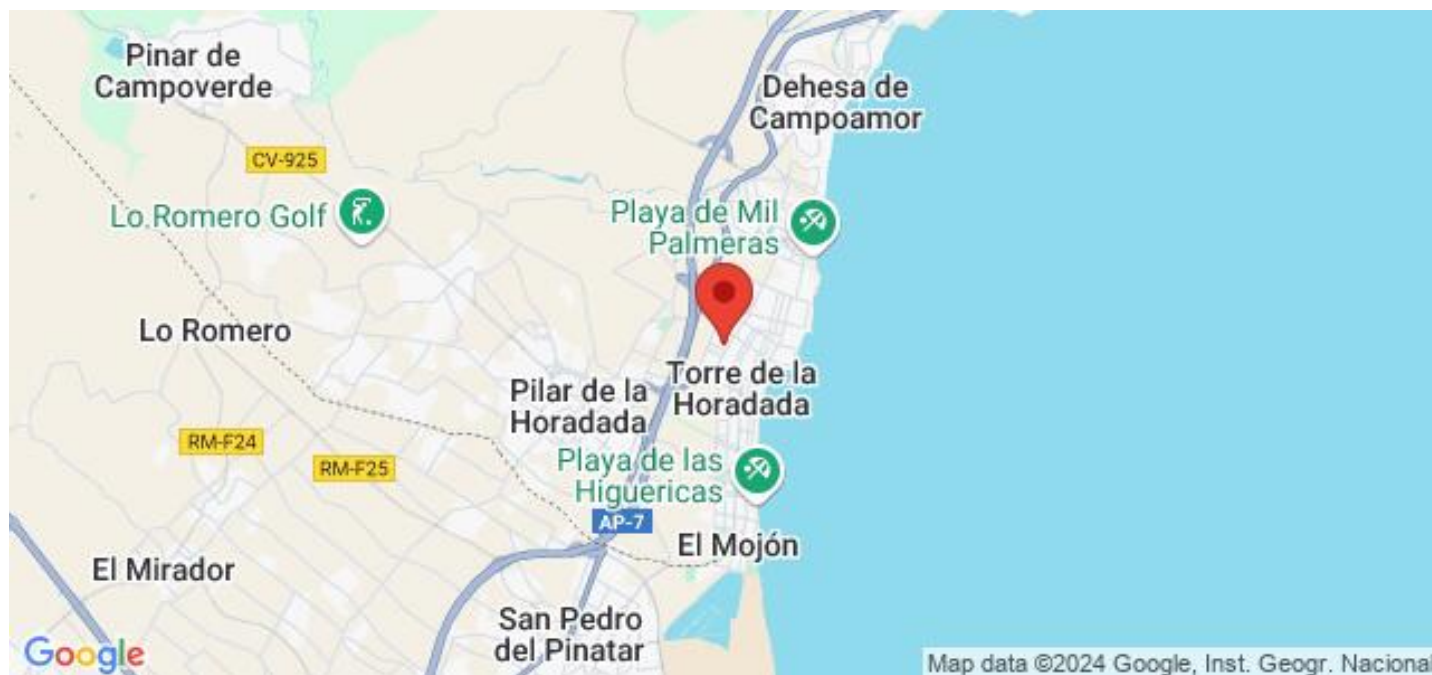 Pinar de
Campoverde
Dehesa de
Campoamor
CV-925
Lo Romero Golf
Playa de Mil
Palmeras
Lo Romero
Torre de la
Horadada
Pilar de la
Horadada
RM-F24
RM-F25
Playa de las
Higuericas
AP-7
El Mojón
El Mirador
San Pedro
del Pinatar
Google
Map data ©2024 Google, Inst. Geogr. Nacional